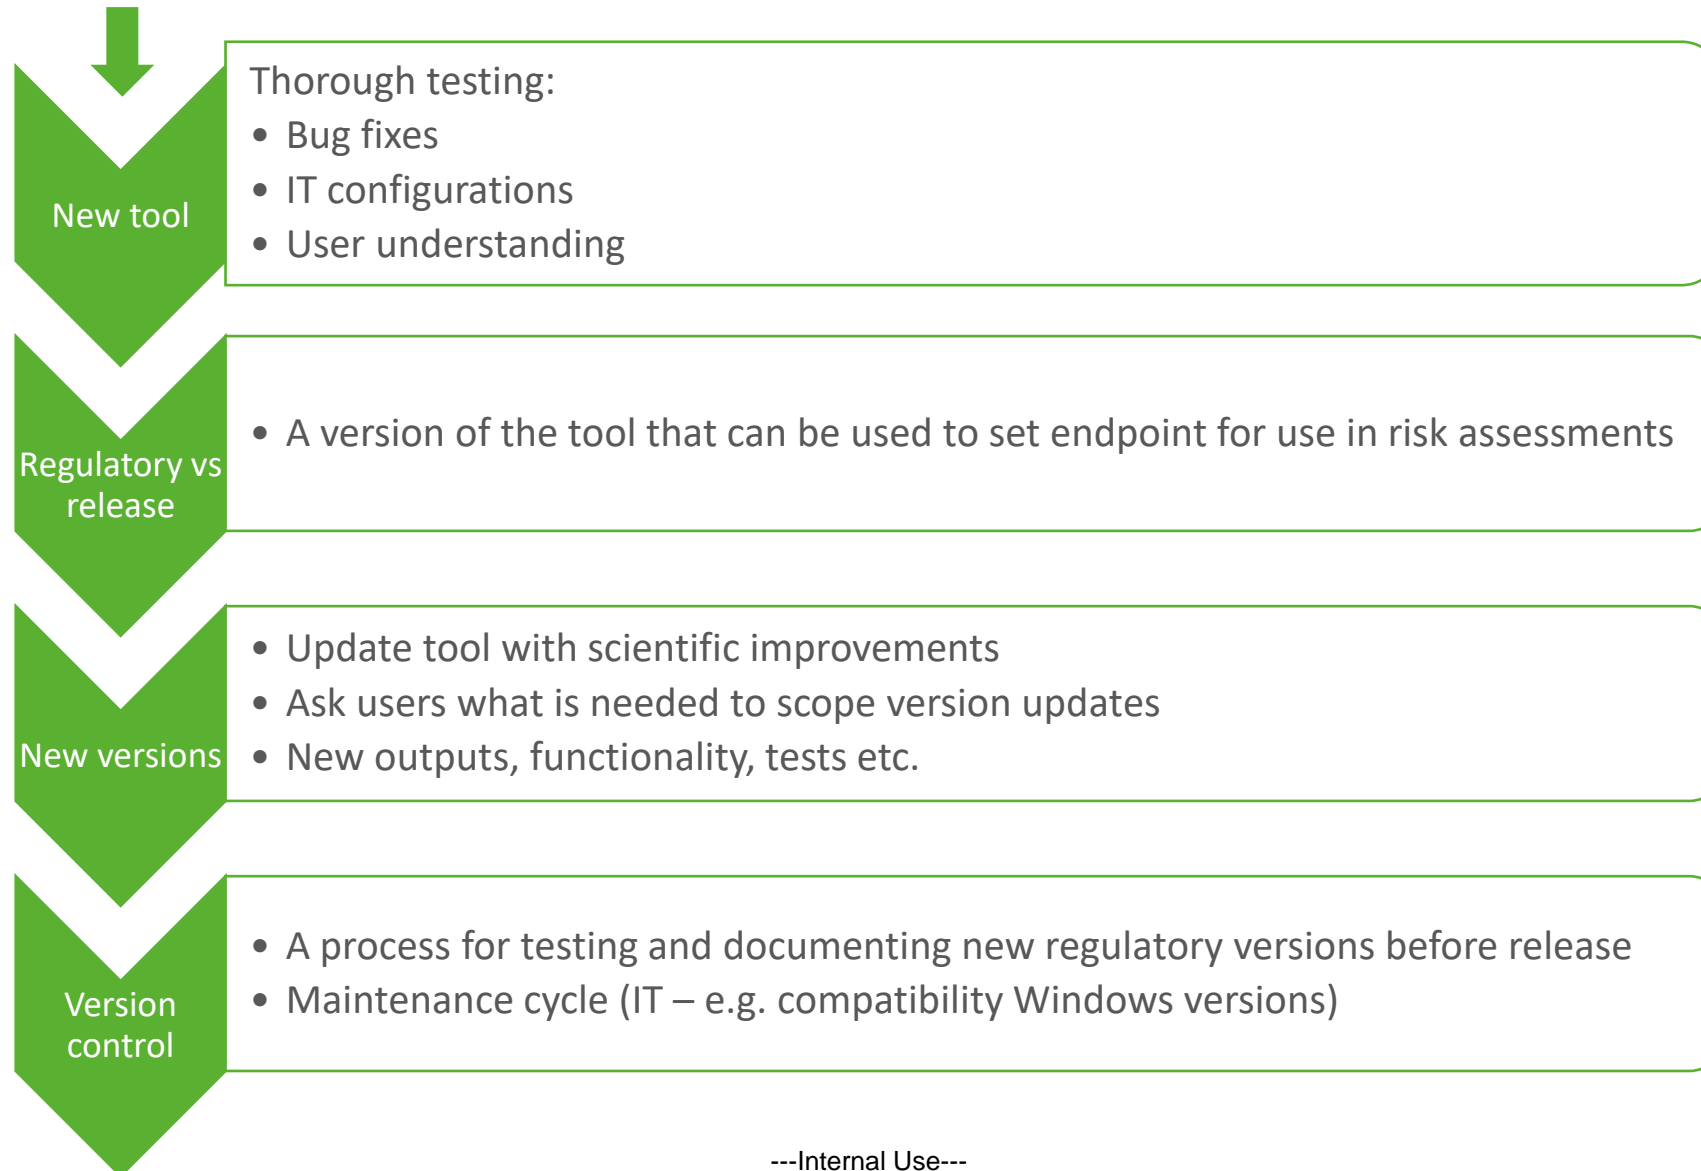 New tool
Thorough testing:
• Bug fixes
• IT configurations
• User understanding
Regulatory vs
release
• A version of the tool that can be used to set endpoint for use in risk assessments
New versions
• Update tool with scientific improvements
• Ask users what is needed to scope version updates
• New outputs, functionality, tests etc.
Version
control
• A process for testing and documenting new regulatory versions before release
• Maintenance cycle (IT – e.g. compatibility Windows versions)
---Internal Use---